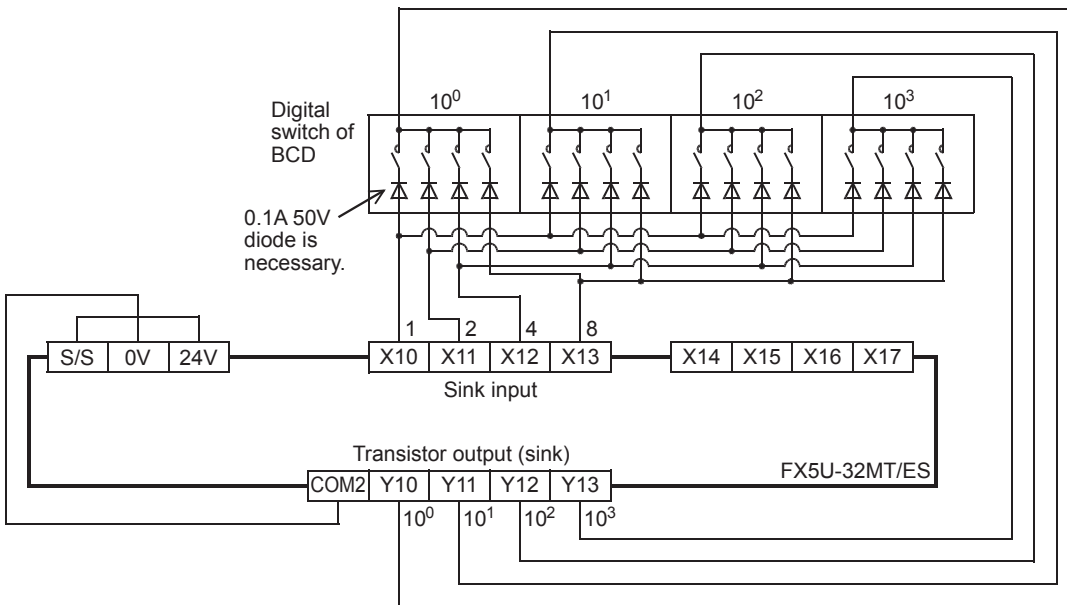 10⁰ 10¹ 10² 10³
Digital
switch of
BCD
0.1A 50V
diode is
necessary.
1 2 4 8
S/S 0V 24V X10 X11 X12 X13 X14 X15 X16 X17
Sink input
Transistor output (sink)
FX5U-32MT/ES
COM2 Y10 Y11 Y12 Y13
10⁰ 10¹ 10² 10³